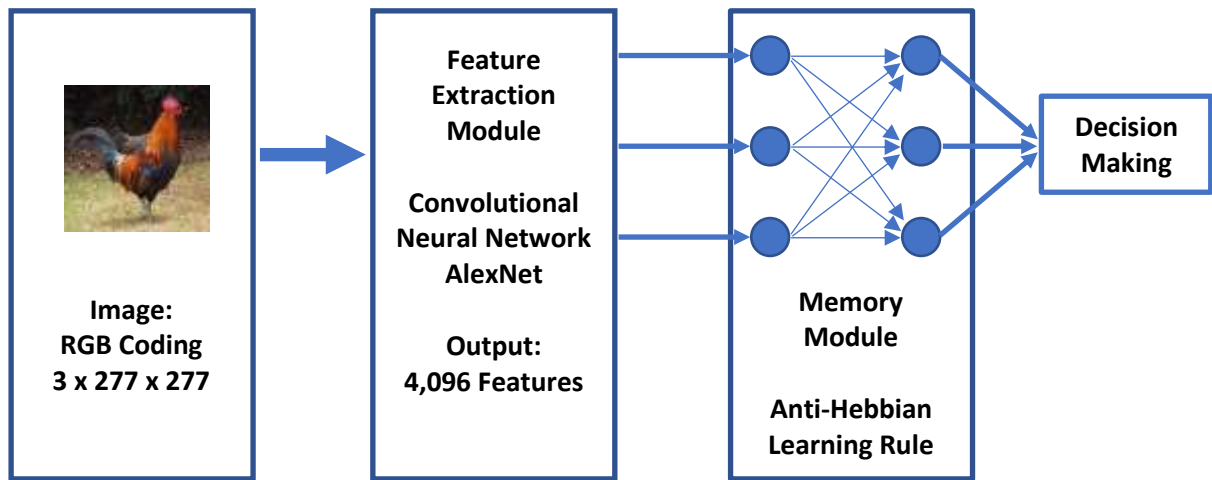 Image:
RGB Coding
3 x 277 x 277
Feature
Extraction
Module
Convolutional
Neural Network
AlexNet
Output:
4,096 Features
Memory
Module
Anti-Hebbian
Learning Rule
Decision
Making